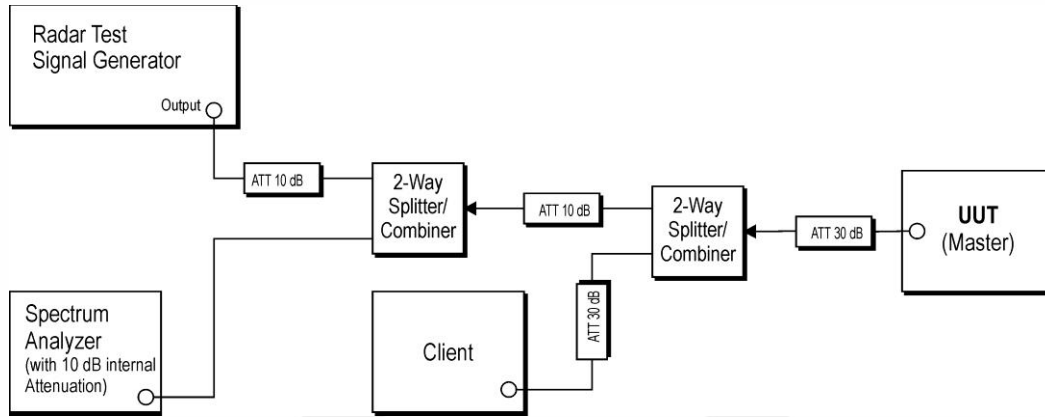 Radar Test
Signal Generator
Output
ATT 10 dB
2-Way
Splitter/
Combiner
ATT 10 dB
2-Way
Splitter/
Combiner
ATT 30 dB
UUT
(Master)
ATT 30 dB
Spectrum
Analyzer
(with 10 dB internal
Attenuation)
Client